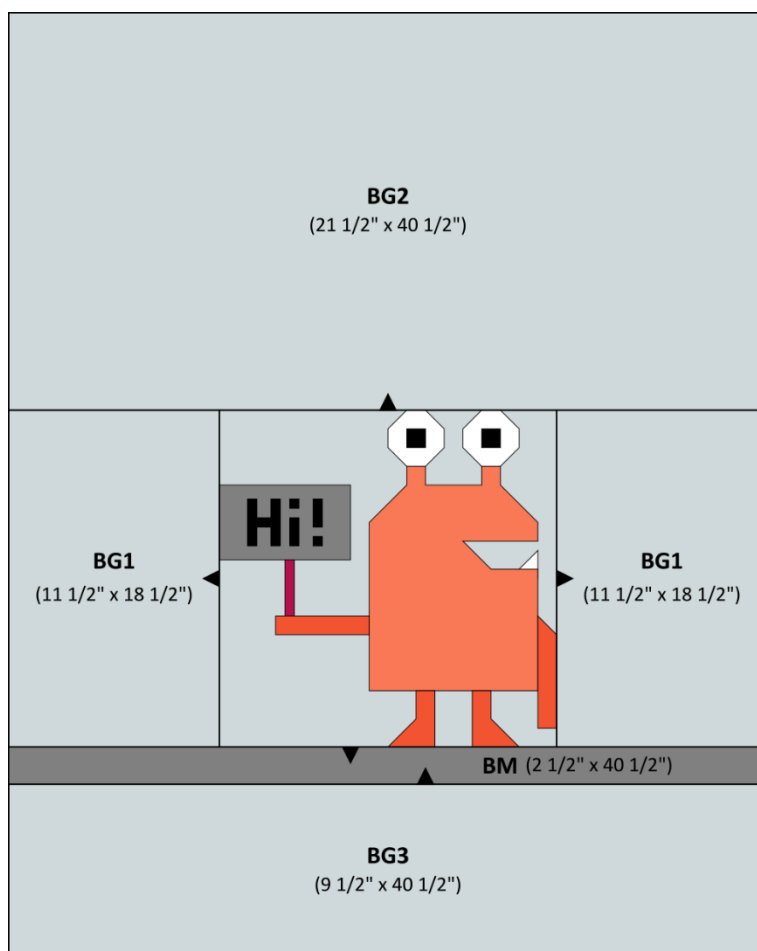 BG2
(21 1/2" x 40 1/2")
Hi!
BG1
(11 1/2" x 18 1/2")
BG1
(11 1/2" x 18 1/2")
BM (2 1/2" x 40 1/2")
BG3
(9 1/2" x 40 1/2")